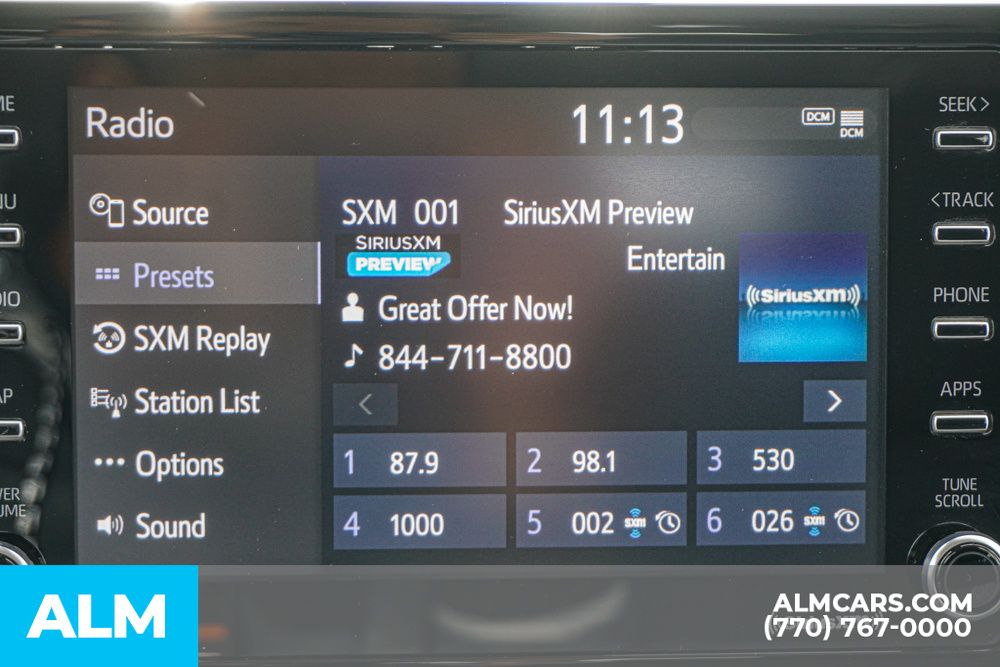 Radio
11:13
DCM
DCM
Source
Presets
SXM Replay
Station List
Options
Sound
SXM 001 SiriusXM Preview
SIRIUSXM
PREVIEW
Entertain
SiriusXM
Great Offer Now!
844-711-8800
<
>
1 87.9
2 98.1
3 530
4 1000
5 002 SXM
6 026 SXM
SEEK >
< TRACK
PHONE
APPS
TUNE
SCROLL
ALM
ALMCARS.COM
(770) 767-0000